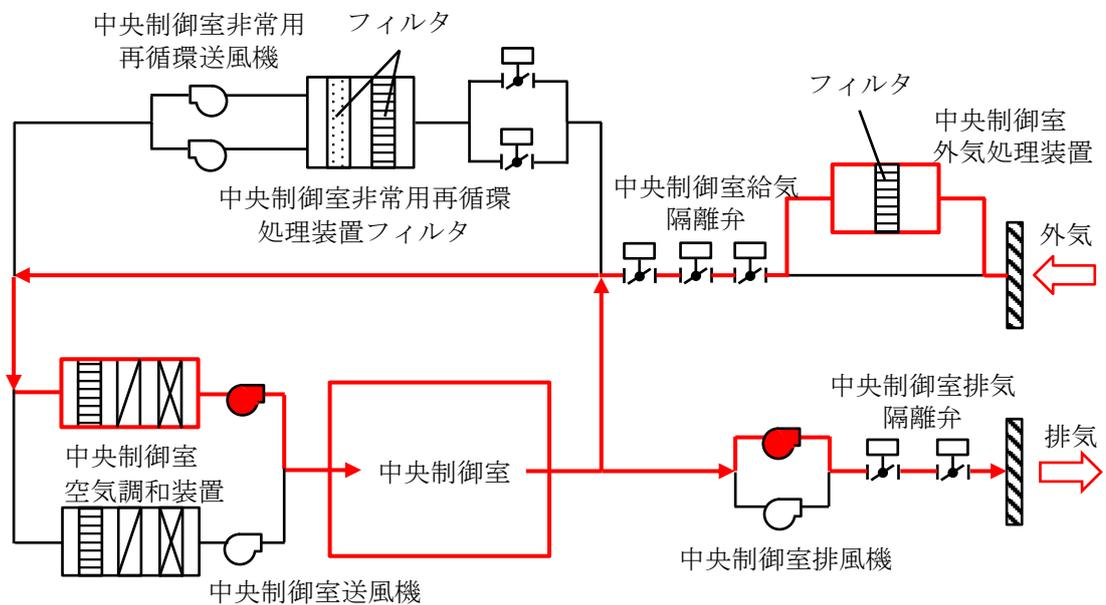 中央制御室非常用
再循環送風機
フィルタ
中央制御室非常用再循環
処理装置フィルタ
フィルタ
中央制御室
外気処理装置
中央制御室給気
隔離弁
外気
中央制御室
空気調和装置
中央制御室送風機
中央制御室
中央制御室排気
隔離弁
排気
中央制御室排風機